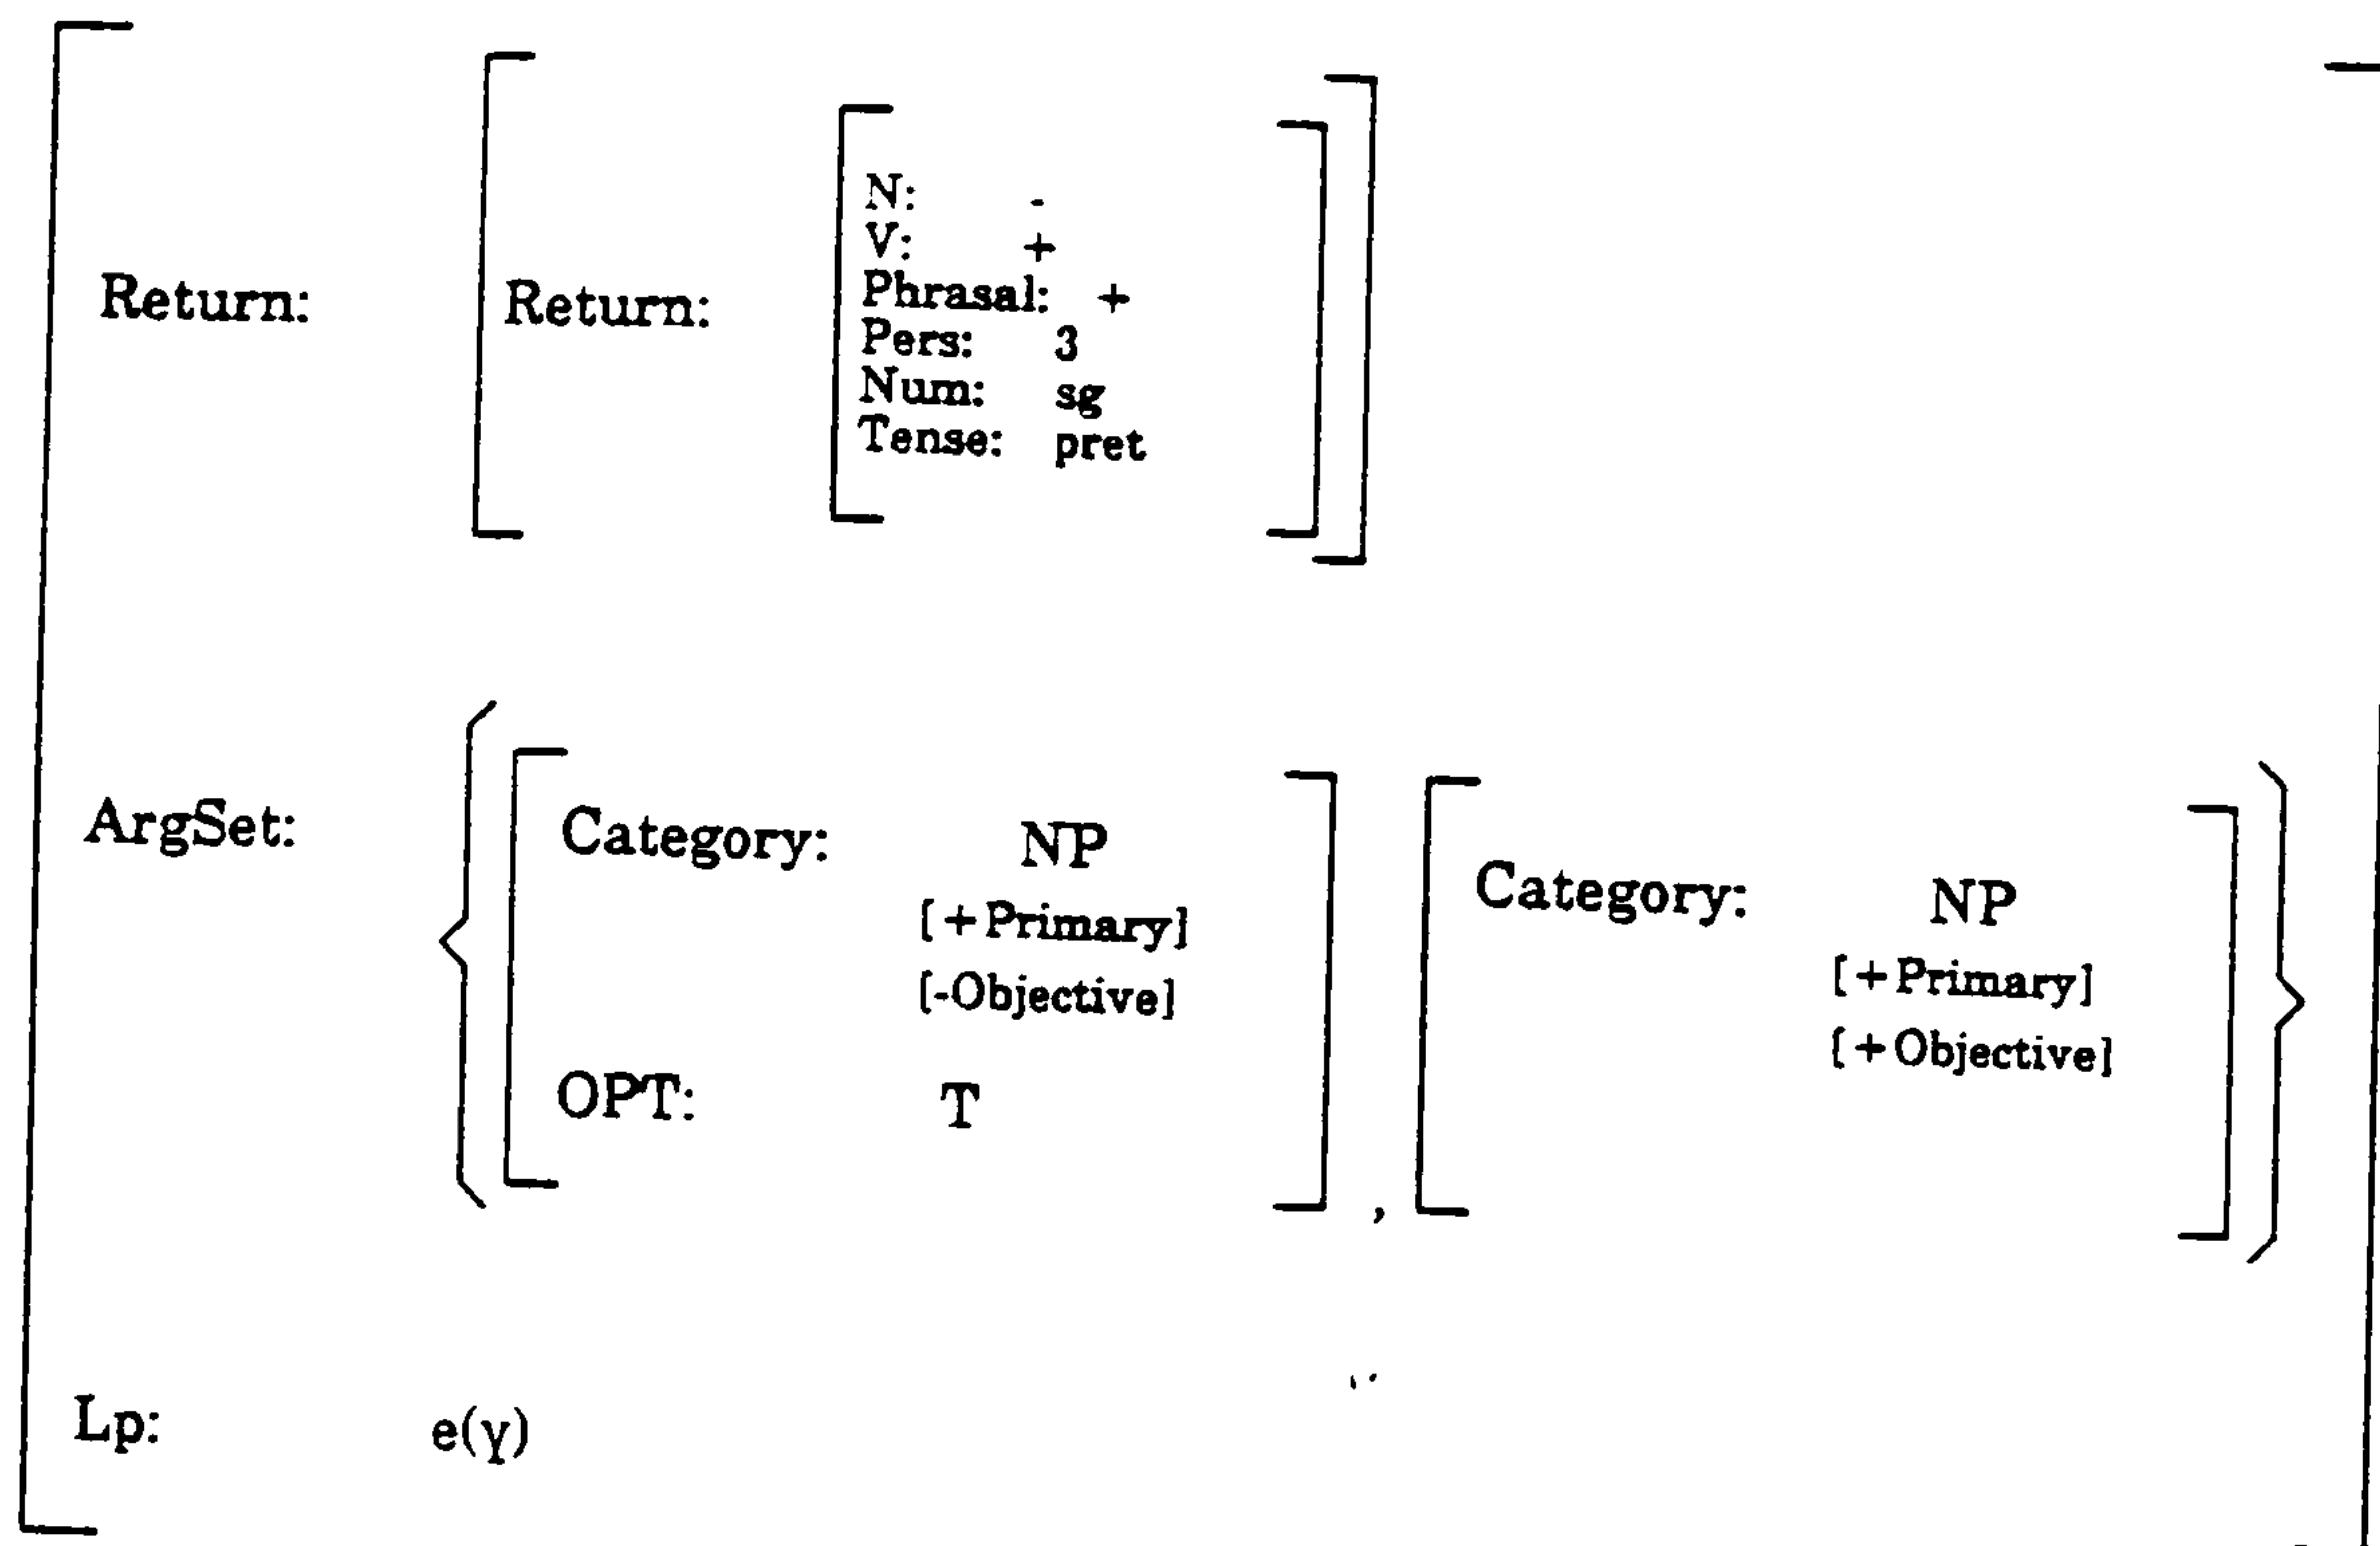 N: -
V: +
Return: Return: Phrasal: +
Pers: 3
Num: sg
Tense: pret
ArgSet: Category: NP , Category: NP
[+Primary] [+Primary]
[-Objective] [+Objective]
OPT: T
Lp: e(γ)